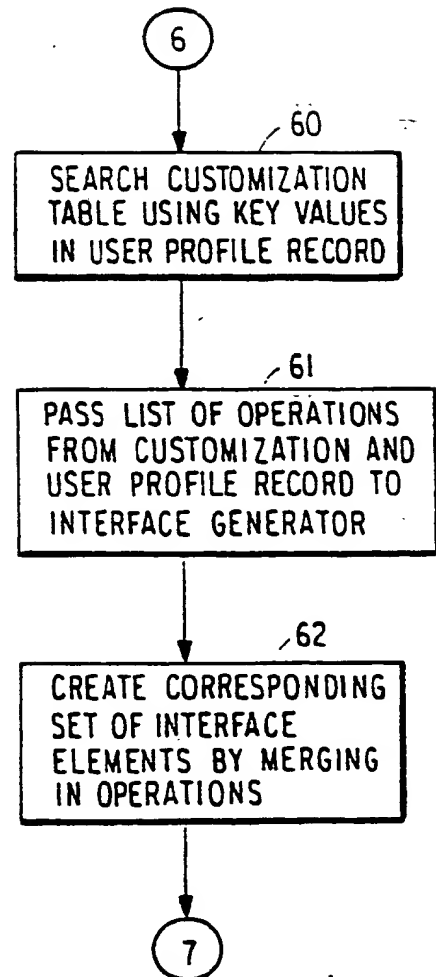 6
60
SEARCH CUSTOMIZATION
TABLE USING KEY VALUES
IN USER PROFILE RECORD
61
PASS LIST OF OPERATIONS
FROM CUSTOMIZATION AND
USER PROFILE RECORD TO
INTERFACE GENERATOR
62
CREATE CORRESPONDING
SET OF INTERFACE
ELEMENTS BY MERGING
IN OPERATIONS
7